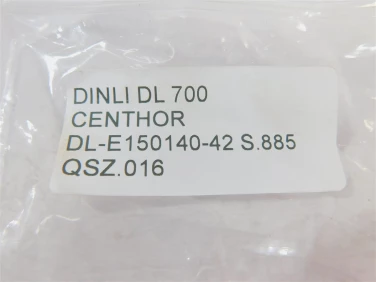 DINLI DL 700
CENTHOR
DL-E150140-42 S.885
QSZ.016